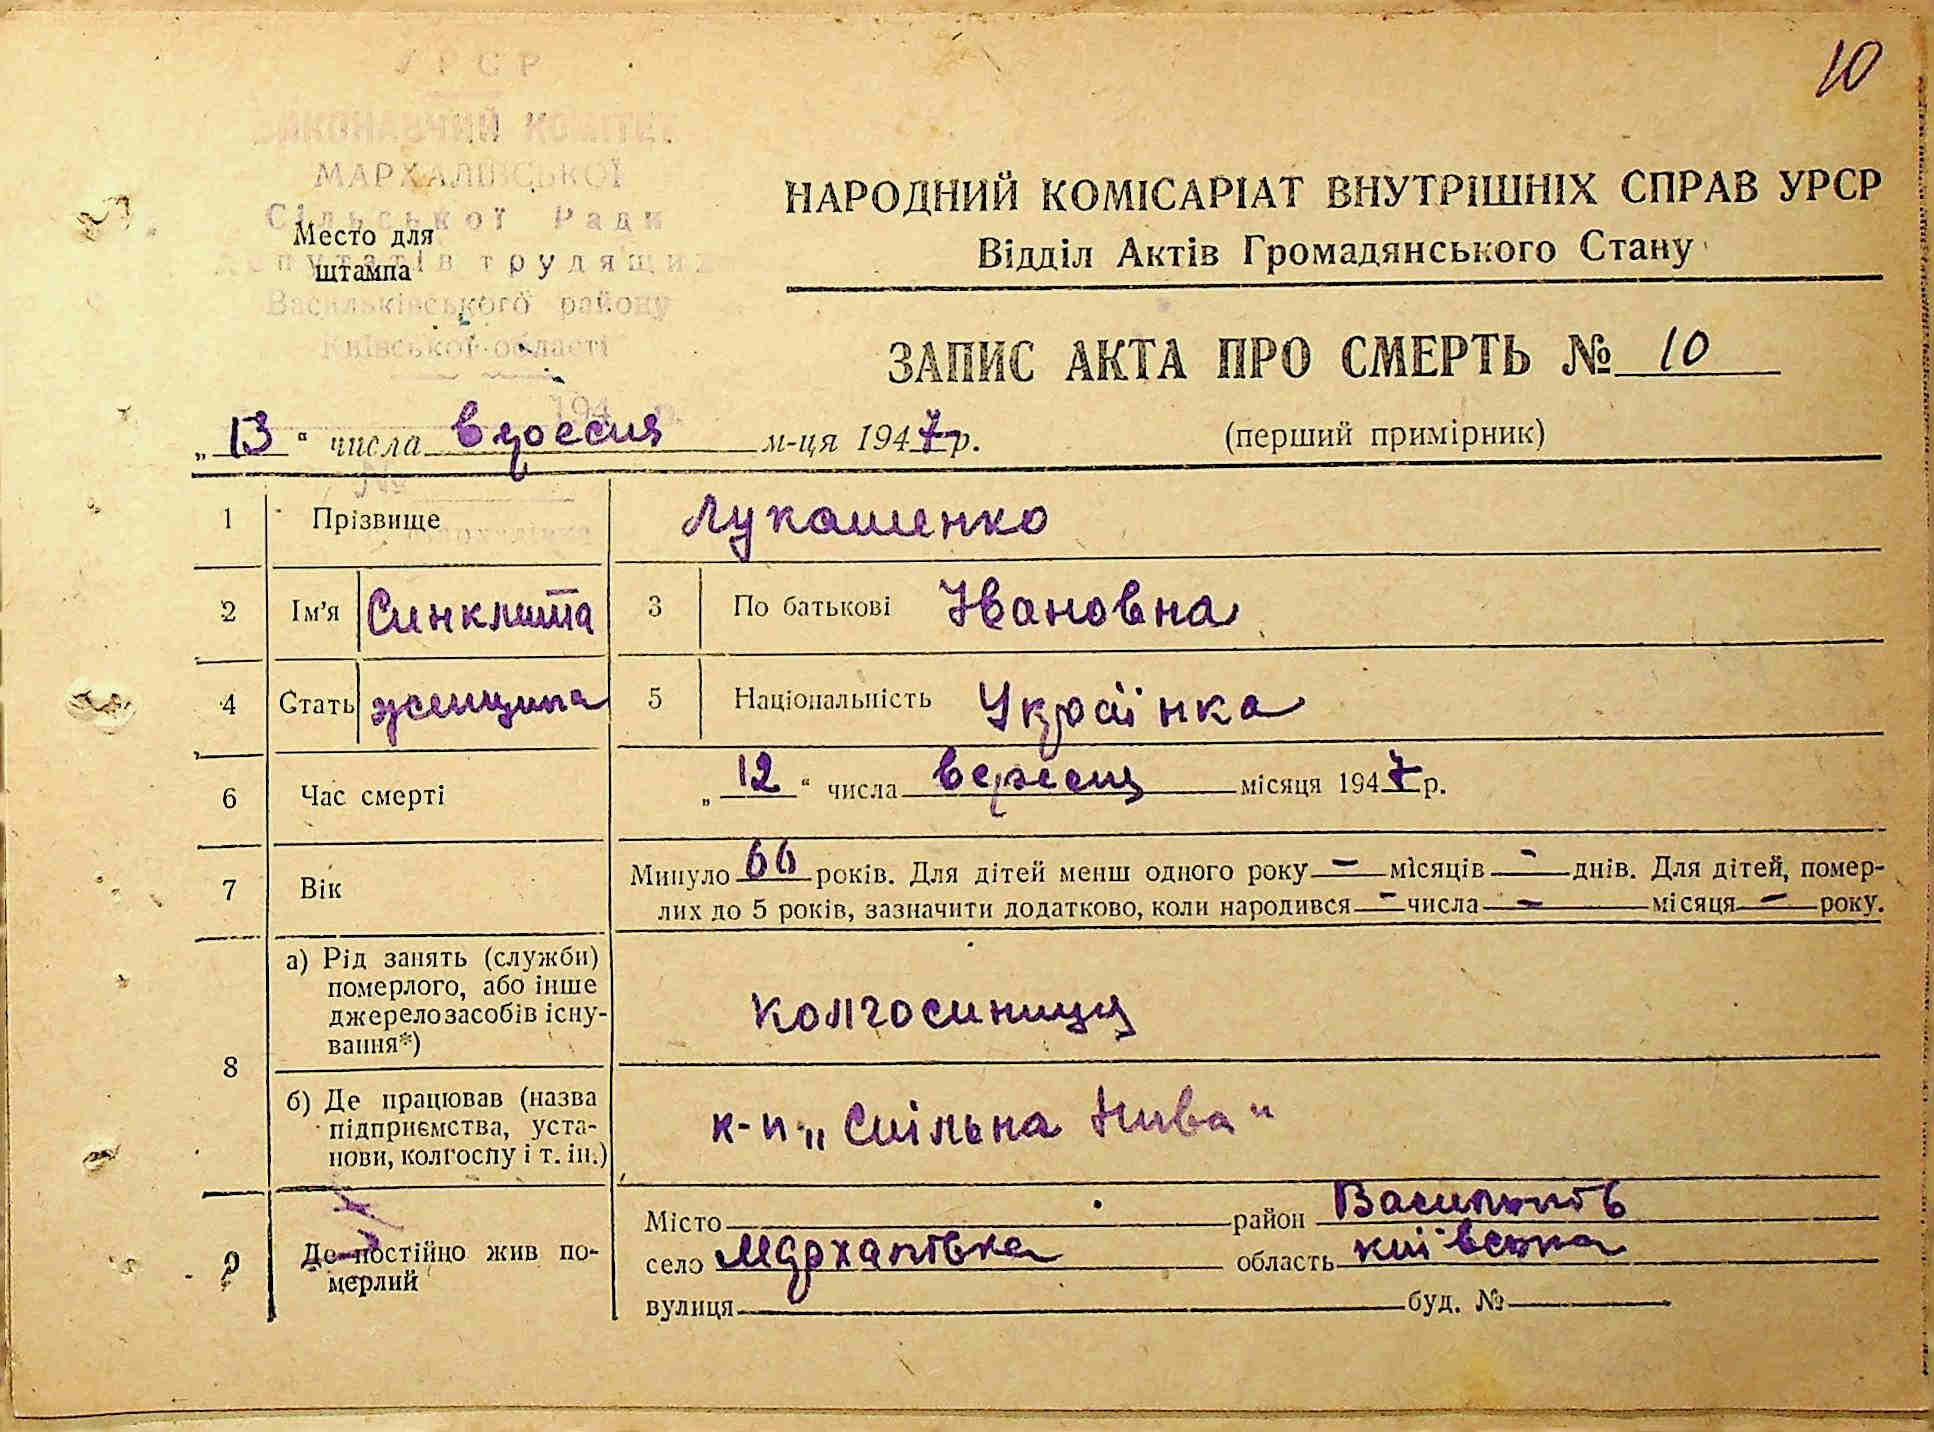 10
УРСР
ВИКОНАВЧИЙ КОМІТЕТ
МАРХАЛІВСЬКОЇ
Сільської Ради
депутатів трудящих
Васильківського району
Київської області
194
№
Место для
штампа
НАРОДНИЙ КОМІСАРІАТ ВНУТРІШНІХ СПРАВ УРСР
Відділ Актів Громадянського Стану
ЗАПИС АКТА ПРО СМЕРТЬ № 10
„13“ числа вересня м-ця 1947 р.
(перший примірник)
1 Прізвище Лукашенко
2 Ім’я Синклита 3 По батькові Івановна
4 Стать женщина 5 Національність Українка
6 Час смерті „12“ числа вересня місяця 1947 р.
7 Вік Минуло 66 років. Для дітей менш одного року – місяців – днів. Для дітей, помер-
лих до 5 років, зазначити додатково, коли народився – числа – місяця – року.
8 а) Рід занять (служби)
померлого, або інше
джерело засобів існу-
вання*)
колгоспниця
б) Де працював (назва
підприємства, уста-
нови, колгоспу і т. ін.)
к-п „Спільна Нива“
9 Де постійно жив по-
мерлий
Місто район Васильків
село Мархалівка область київська
вулиця буд. №